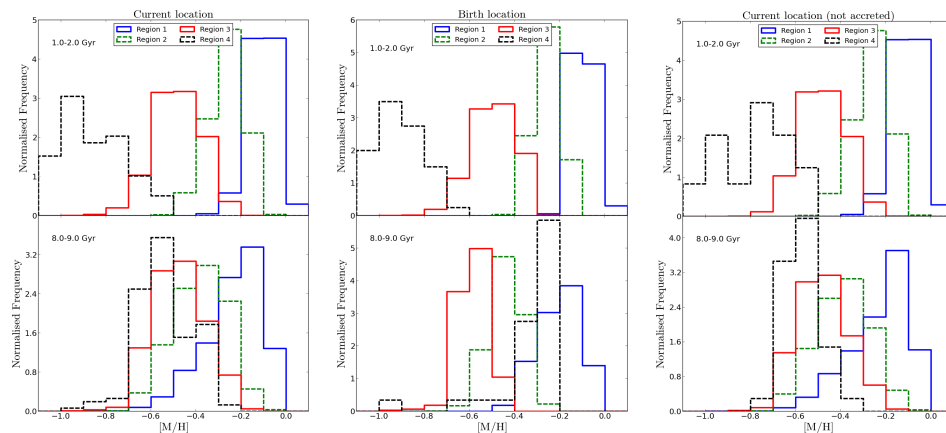 Current location
Birth location
Current location (not accreted)
Region 1
Region 2
Region 3
Region 4
1.0-2.0 Gyr
Normalised Frequency
5
4
3
2
1
0
Region 1
Region 2
Region 3
Region 4
1.0-2.0 Gyr
Normalised Frequency
6
5
4
3
2
1
0
Region 1
Region 2
Region 3
Region 4
1.0-2.0 Gyr
Normalised Frequency
5
4
3
2
1
0
8.0-9.0 Gyr
Normalised Frequency
3.2
2.4
1.6
0.8
0.0
−1.0 −0.8 −0.6 −0.4 −0.2 0.0
[M/H]
8.0-9.0 Gyr
Normalised Frequency
5
4
3
2
1
0
−1.0 −0.8 −0.6 −0.4 −0.2 0.0
[M/H]
8.0-9.0 Gyr
Normalised Frequency
4.0
3.2
2.4
1.6
0.8
0.0
−1.0 −0.8 −0.6 −0.4 −0.2 0.0
[M/H]